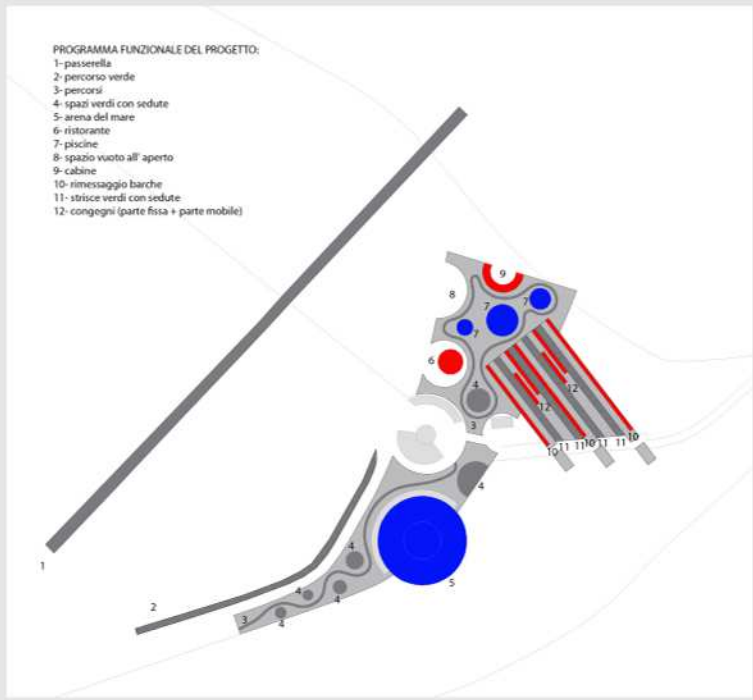 PROGRAMMA FUNZIONALE DEL PROGETTO:
1- passerella
2- percorso verde
3- percorsi
4- spazi verdi con sedute
5- arena del mare
6- ristorante
7- piscine
8- spazio vuoto all' aperto
9- cabine
10- rimessaggio barche
11- strisce verdi con sedute
12- congegni (parte fissa + parte mobile)
9
8
7
7
7
6
4
12
12
3
10 11 11 10 11 11 10
4
4
5
1
4
4
2
3
4